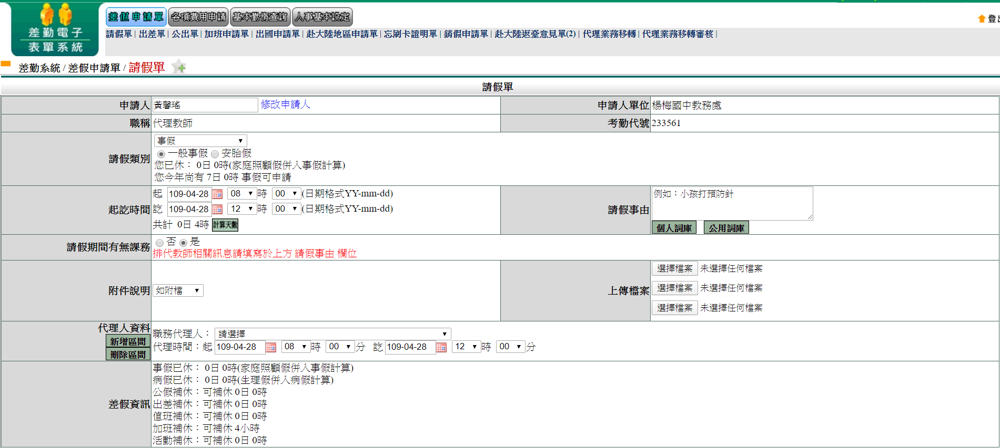 差勤電子
表單系統
差假申請單 各項費用申請 基本勤惰查詢 人事基本設定
登出
請假單| 出差單| 公出單| 加班申請單| 出國申請單| 赴大陸地區申請單| 忘刷卡證明單| 銷假申請單| 赴大陸返臺意見單(2)| 代理業務移轉| 代理業務移轉審核|
差勤系統 / 差假申請單 / 請假單
請假單
申請人 黃馨瑤 修改申請人 申請人單位 楊梅國中教務處
職稱 代理教師 考勤代號 233561
請假類別 事假
一般事假 安胎假
您已休： 0日 0時(家庭照顧假併入事假計算)
您今年尚有 7日 0時 事假可申請
起訖時間 起 109-04-28 08 時 00 (日期格式YY-mm-dd)
訖 109-04-28 12 時 00 (日期格式YY-mm-dd)
共計 0日 4時 計算天數
請假事由 例如：小孩打預防針
個人詞庫 公用詞庫
請假期間有無課務 否 是
排代教師相關訊息請填寫於上方 請假事由 欄位
附件說明 如附檔
上傳檔案 選擇檔案 未選擇任何檔案
選擇檔案 未選擇任何檔案
選擇檔案 未選擇任何檔案
代理人資料
新增區間
刪除區間
職務代理人： 請選擇
代理時間：起 109-04-28 08 時 00 分 訖 109-04-28 12 時 00 分
差假資訊
事假已休： 0日 0時(家庭照顧假併入事假計算)
病假已休： 0日 0時(生理假併入病假計算)
公假補休：可補休 0日 0時
出差補休：可補休 0日 0時
值班補休：可補休 0日 0時
加班補休：可補休 4小時
活動補休：可補休 0日 0時